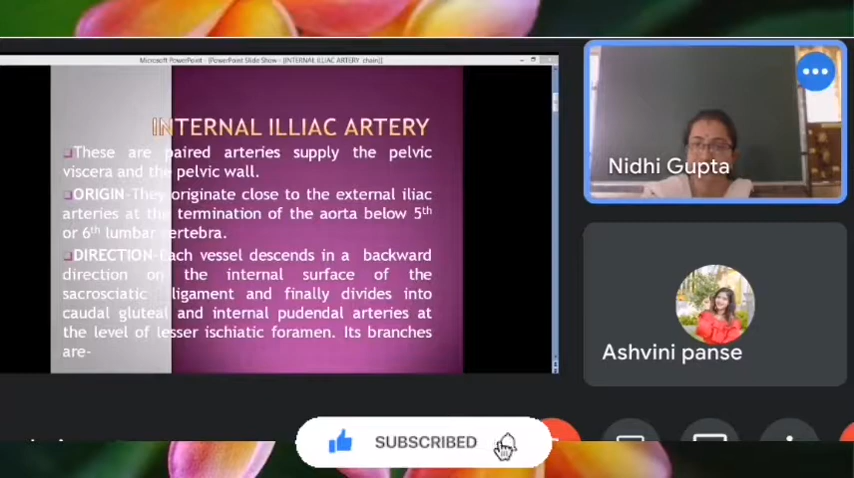 Microsoft PowerPoint - [PowerPoint Slide Show - [INTERNAL ILLIAC ARTERY chain]]
INTERNAL ILLIAC ARTERY
❑These are paired arteries supply the pelvic
viscera and the pelvic wall.
❑ORIGIN-They originate close to the external iliac
arteries at the termination of the aorta below 5th
or 6th lumbar vertebra.
❑DIRECTION-Each vessel descends in a backward
direction on the internal surface of the
sacrosciatic ligament and finally divides into
caudal gluteal and internal pudendal arteries at
the level of lesser ischiatic foramen. Its branches
are-
Nidhi Gupta
Ashvini panse
SUBSCRIBED